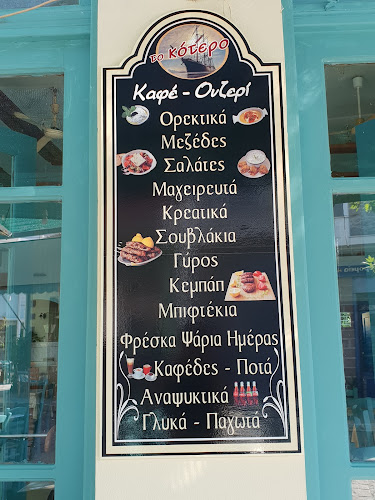 το κότερο
Καφέ - Ουζερί
Ορεκτικά
Μεζέδες
Σαλάτες
Μαγειρευτά
Κρεατικά
Σουβλάκια
Γύρος
Κεμπάπ
Μπιφτέκια
Φρέσκα Ψάρια Ημέρας
Καφέδες - Ποτά
Αναψυκτικά
Γλυκά - Παγωτά